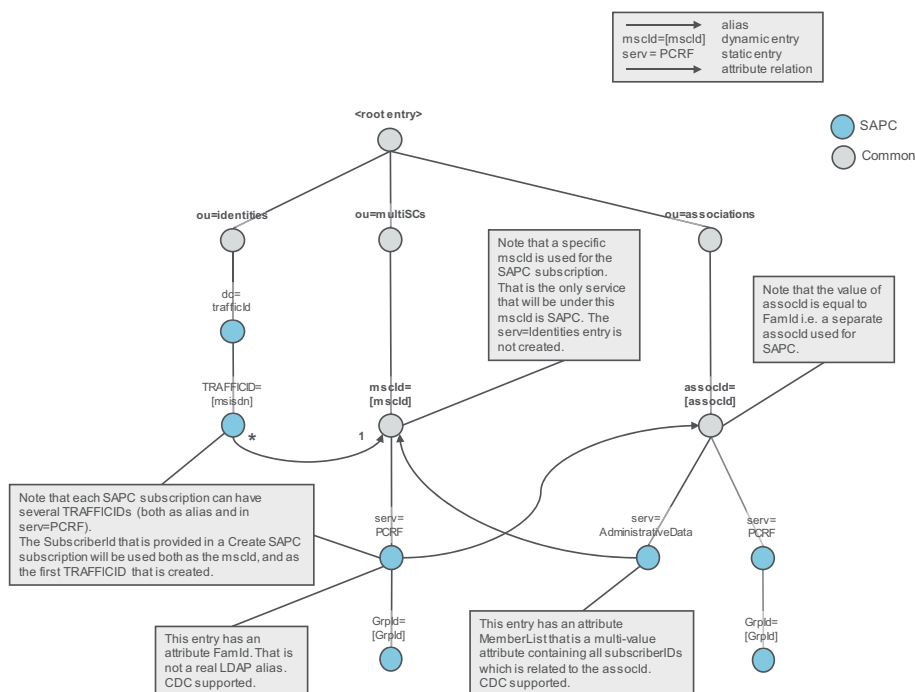 alias
mscId=[mscId] dynamic entry
serv = PCRF static entry
attribute relation
SAPC
Common
<root entry>
ou=identities
ou=multiSCs
ou=associations
Note that a specific
mscId is used for the
SAPC subscription.
That is the only service
that will be under this
mscId is SAPC. The
serv=Identities entry is
not created.
Note that the value of
assocId is equal to
FamId i.e. a separate
assocId used for
SAPC.
dc=
trafficId
TRAFFICID=
[msisdn]
mscId=
[mscId]
assocId=
[assocId]
*
1
Note that each SAPC subscription can have
several TRAFFICIDs (both as alias and in
serv=PCRF).
The SubscriberId that is provided in a Create SAPC
subscription will be used both as the mscId, and as
the first TRAFFICID that is created.
serv=
PCRF
serv=
AdministrativeData
serv=
PCRF
This entry has an
attribute FamId. That is
not a real LDAP alias.
CDC supported.
GrpId=
[GrpId]
This entry has an attribute
MemberList that is a multi-value
attribute containing all subscriberIDs
which is related to the assocId.
CDC supported.
GrpId=
[GrpId]